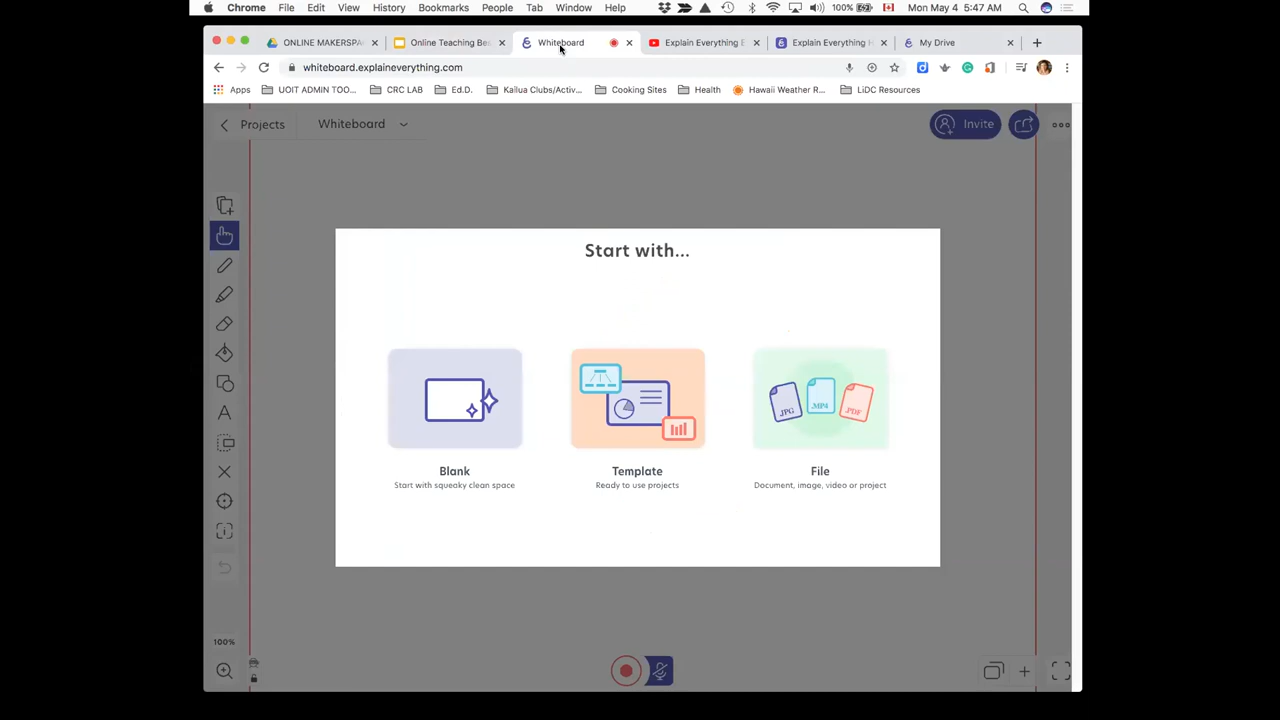 Chrome File Edit View History Bookmarks People Tab Window Help 100% Mon May 4 5:47 AM
ONLINE MAKERSPA Online Teaching Be Whiteboard Explain Everything E Explain Everything H My Drive
whiteboard.explaineverything.com
Apps UOIT ADMIN TOO... CRC LAB Ed.D. Kailua Clubs/Activ... Cooking Sites Health Hawaii Weather R... LiDC Resources
Projects Whiteboard Invite
Start with...
JPG .MP4 .PDF
Blank Template File
Start with squeaky clean space Ready to use projects Document, image, video or project
A
100%